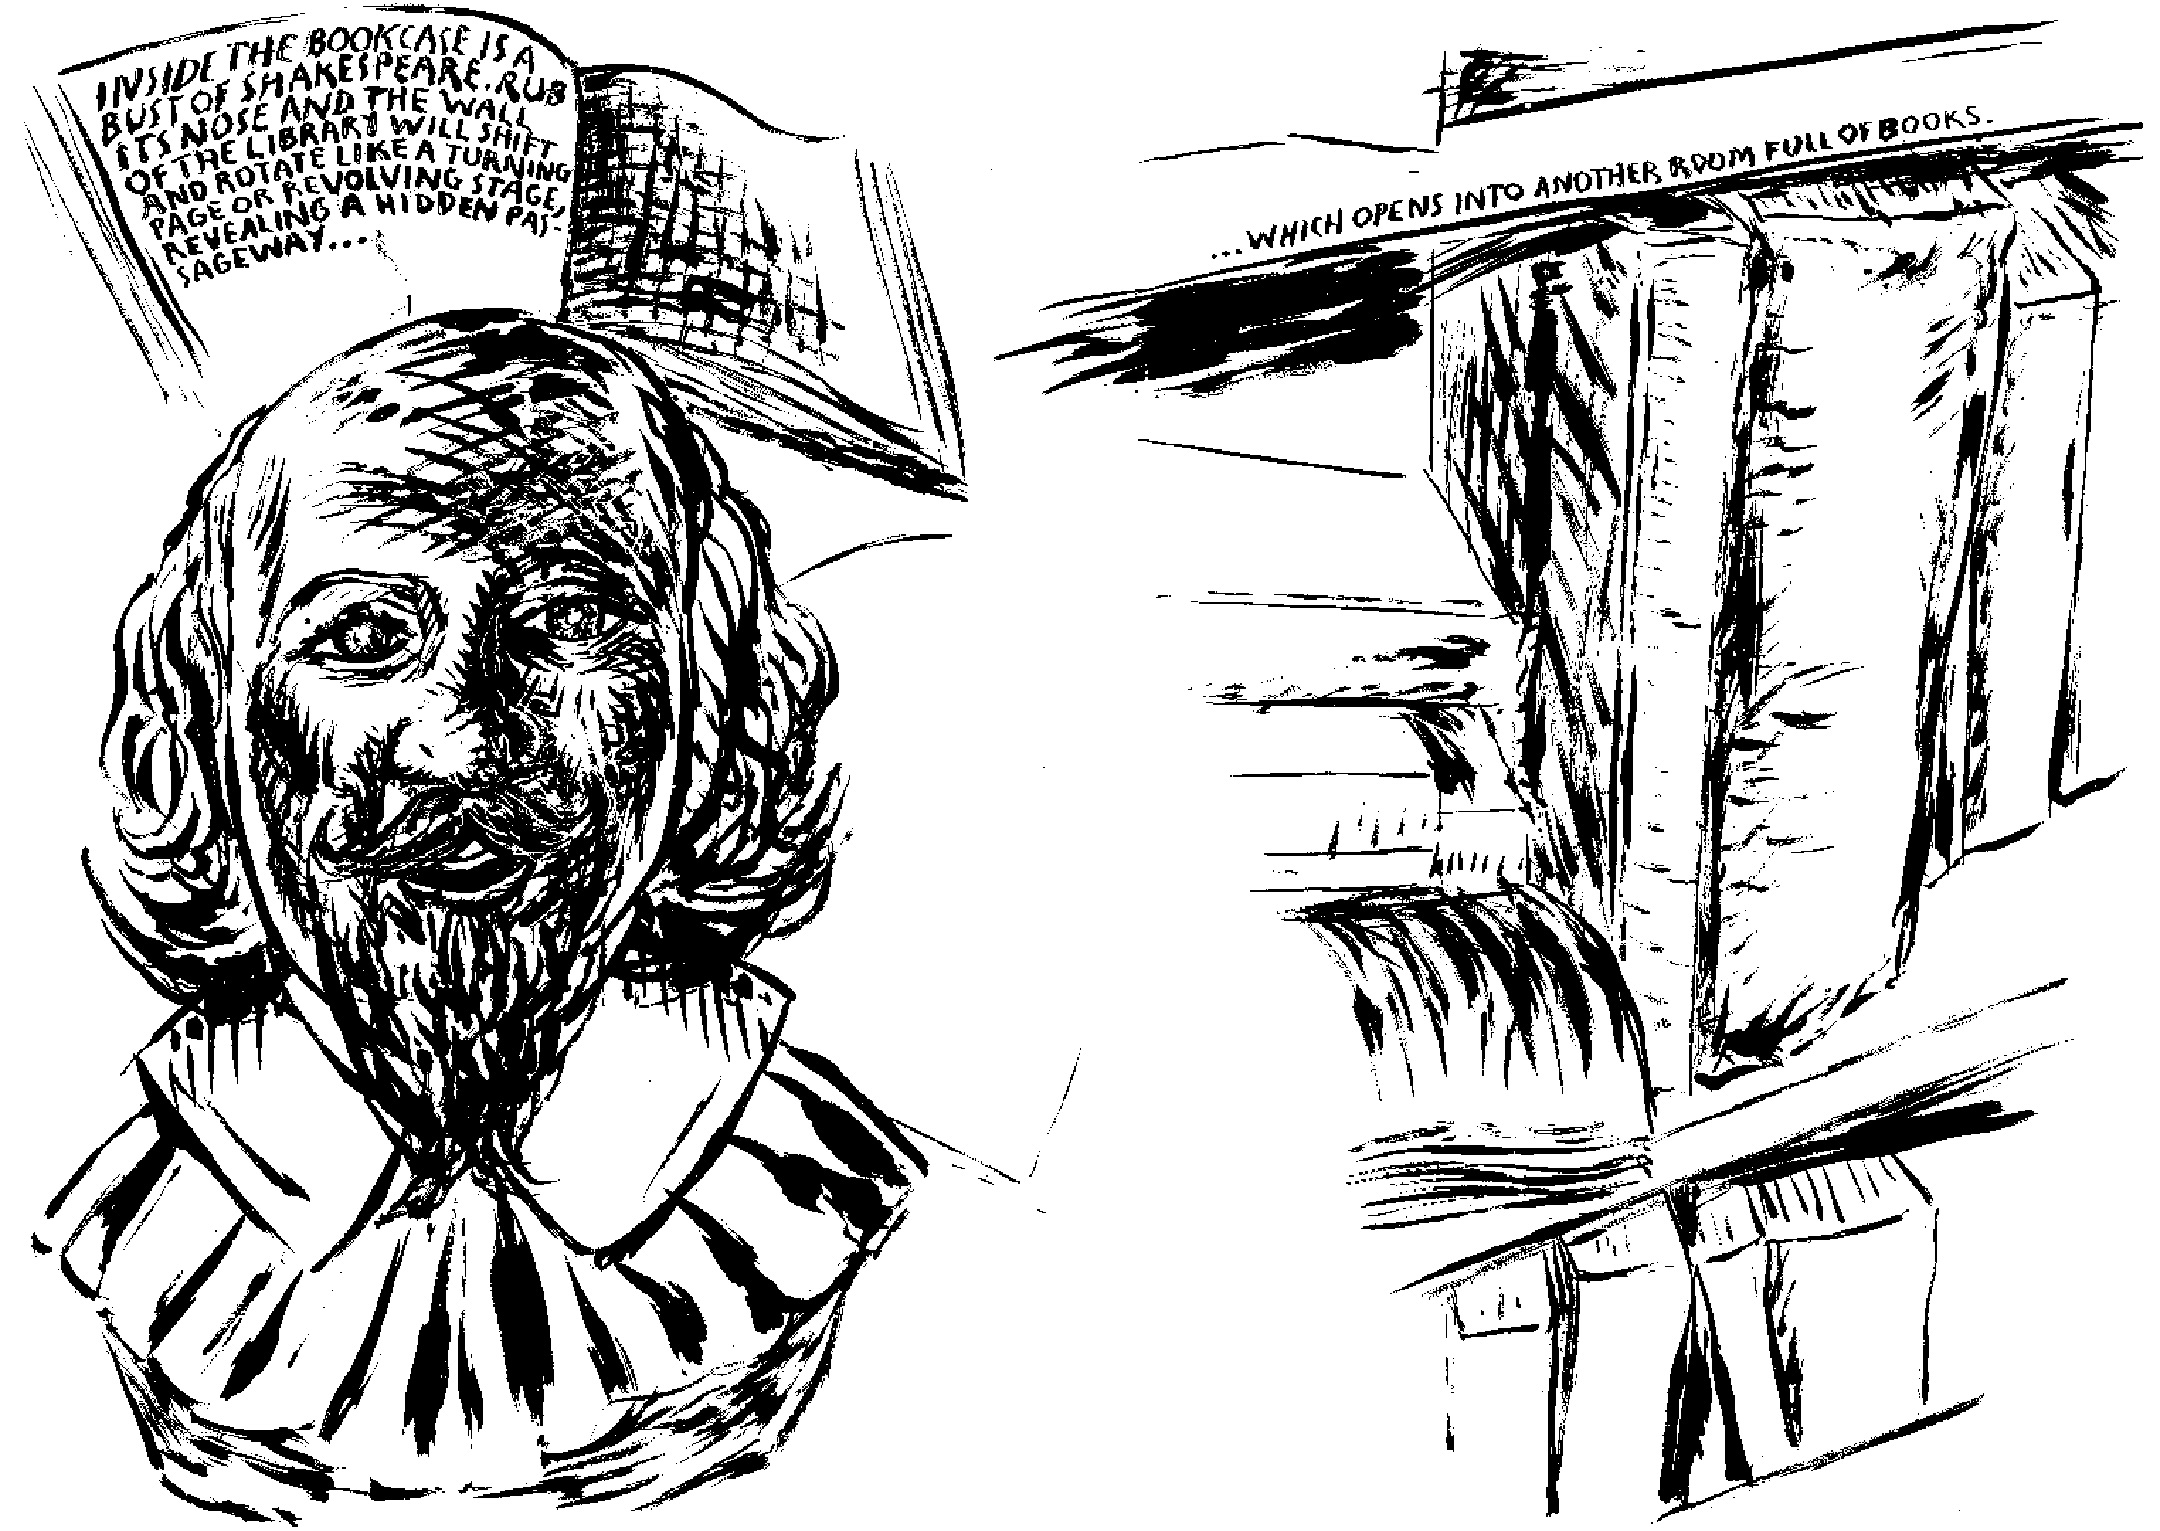 INSIDE THE BOOKCASE IS A
BUST OF SHAKESPEARE. RUB
ITS NOSE AND THE WALL
OF THE LIBRARY WILL SHIFT
AND ROTATE LIKE A TURNING
PAGE OR REVOLVING STAGE,
REVEALING A HIDDEN PAS-
SAGEWAY...
...WHICH OPENS INTO ANOTHER ROOM FULL OF BOOKS.